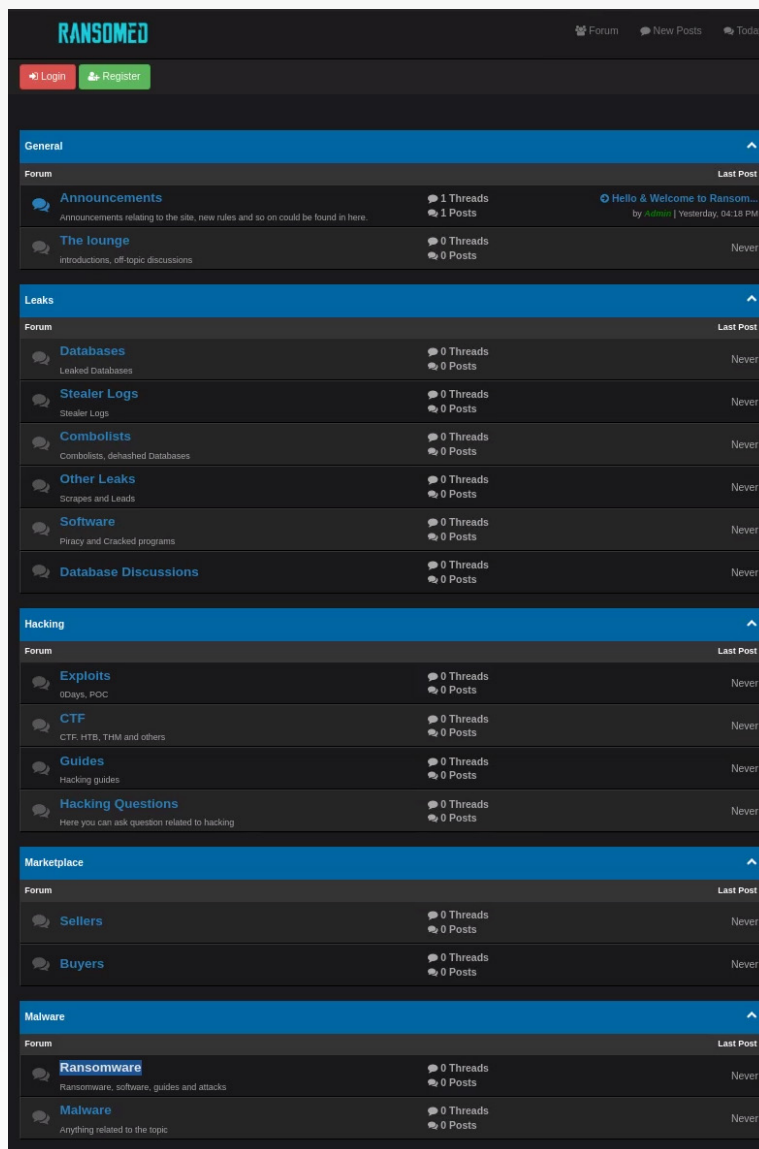 RANSOMED
Forum New Posts Toda
Login Register
General
Forum Last Post
Announcements 1 Threads Hello & Welcome to Ransom...
Announcements relating to the site, new rules and so on could be found in here. 1 Posts by Admin | Yesterday, 04:18 PM
The lounge 0 Threads
introductions, off-topic discussions 0 Posts Never
Leaks
Forum Last Post
Databases 0 Threads
Leaked Databases 0 Posts Never
Stealer Logs 0 Threads
Stealer Logs 0 Posts Never
Combolists 0 Threads
Combolists, dehashed Databases 0 Posts Never
Other Leaks 0 Threads
Scrapes and Leads 0 Posts Never
Software 0 Threads
Piracy and Cracked programs 0 Posts Never
Database Discussions 0 Threads
0 Posts Never
Hacking
Forum Last Post
Exploits 0 Threads
0Days, POC 0 Posts Never
CTF 0 Threads
CTF. HTB, THM and others 0 Posts Never
Guides 0 Threads
Hacking guides 0 Posts Never
Hacking Questions 0 Threads
Here you can ask question related to hacking 0 Posts Never
Marketplace
Forum Last Post
Sellers 0 Threads
0 Posts Never
Buyers 0 Threads
0 Posts Never
Malware
Forum Last Post
Ransomware 0 Threads
Ransomware, software, guides and attacks 0 Posts Never
Malware 0 Threads
Anything related to the topic 0 Posts Never